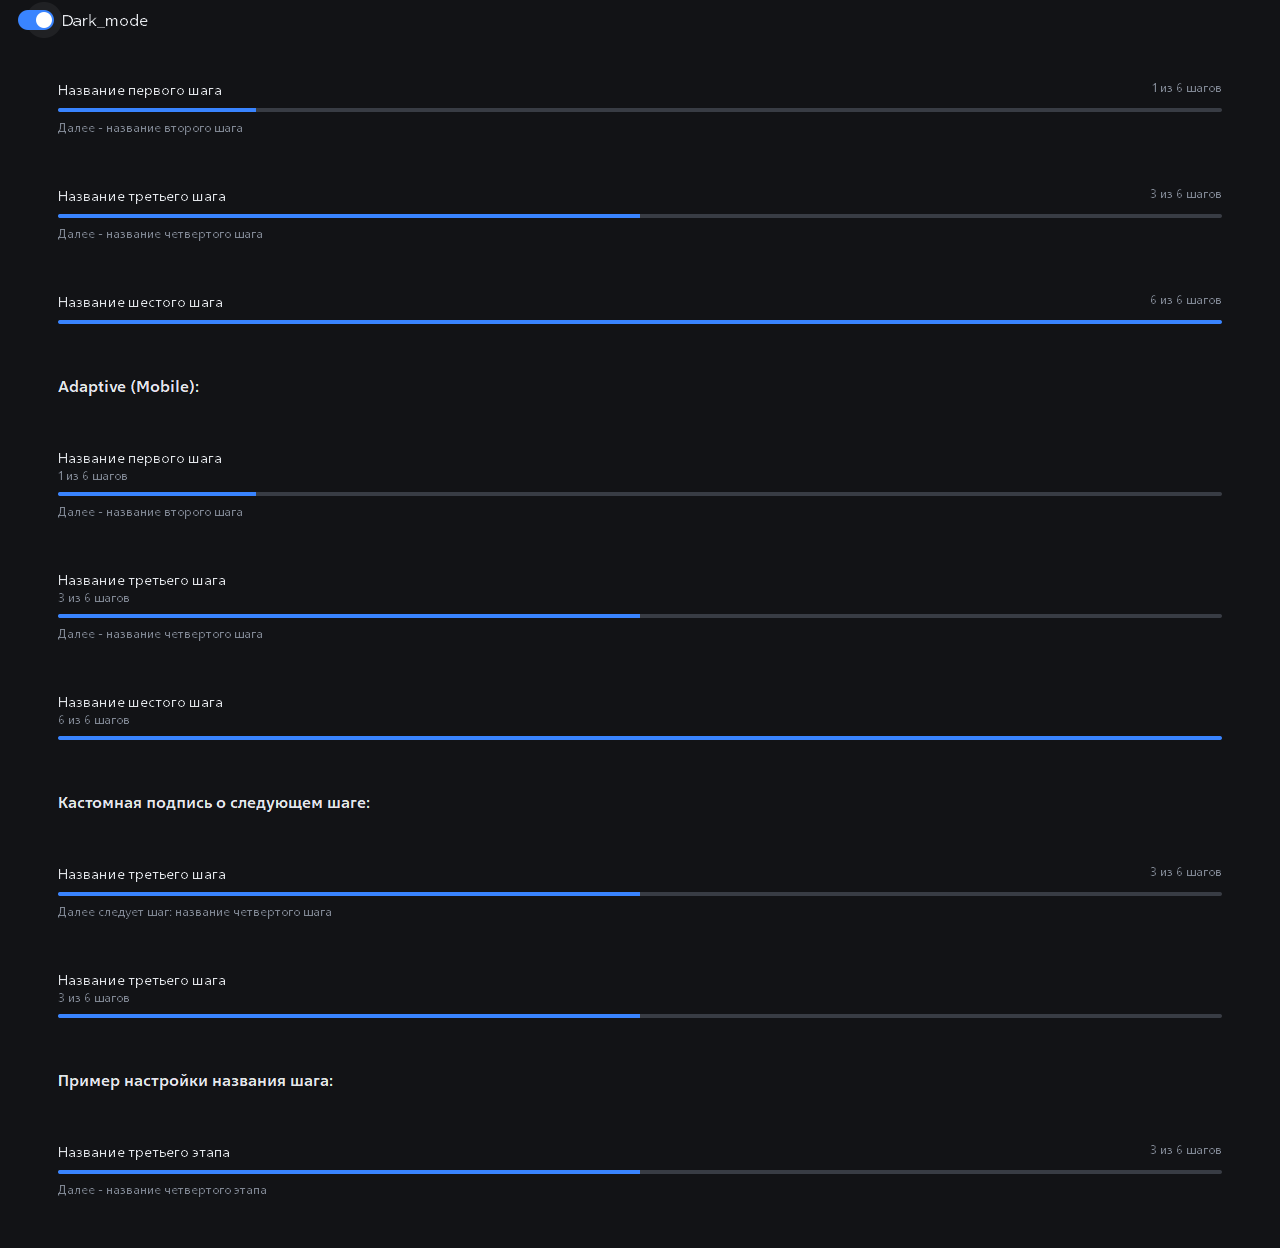 Dark_mode
Название первого шага
1 из 6 шагов
Далее - название второго шага
Название третьего шага
3 из 6 шагов
Далее - название четвертого шага
Название шестого шага
6 из 6 шагов
Adaptive (Mobile):
Название первого шага
1 из 6 шагов
Далее - название второго шага
Название третьего шага
3 из 6 шагов
Далее - название четвертого шага
Название шестого шага
6 из 6 шагов
Кастомная подпись о следующем шаге:
Название третьего шага
3 из 6 шагов
Далее следует шаг: название четвертого шага
Название третьего шага
3 из 6 шагов
Пример настройки названия шага:
Название третьего этапа
3 из 6 шагов
Далее - название четвертого этапа